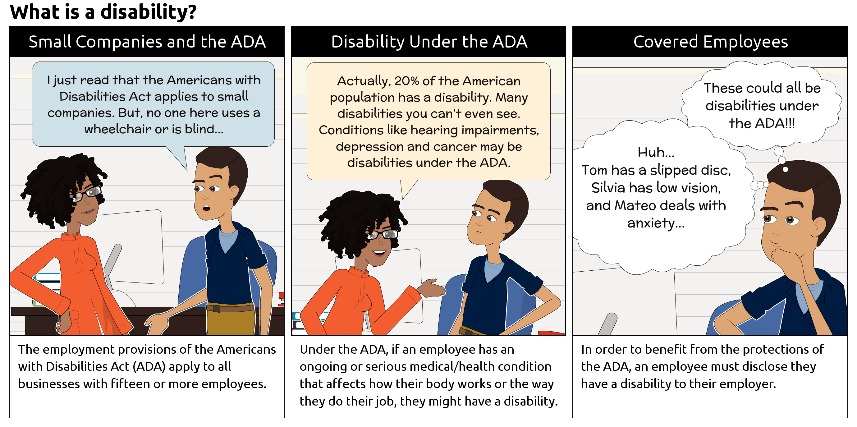 What is a disability?
Small Companies and the ADA
I just read that the Americans with
Disabilities Act applies to small
companies. But, no one here uses a
wheelchair or is blind...
The employment provisions of the Americans
with Disabilities Act (ADA) apply to all
businesses with fifteen or more employees.
Disability Under the ADA
Actually, 20% of the American
population has a disability. Many
disabilities you can't even see.
Conditions like hearing impairments,
depression and cancer may be
disabilities under the ADA.
Under the ADA, if an employee has an
ongoing or serious medical/health condition
that affects how their body works or the way
they do their job, they might have a disability.
Covered Employees
Huh...
Tom has a slipped disc,
Silvia has low vision,
and Mateo deals with
anxiety...
These could all be
disabilities under
the ADA!!!
In order to benefit from the protections of
the ADA, an employee must disclose they
have a disability to their employer.